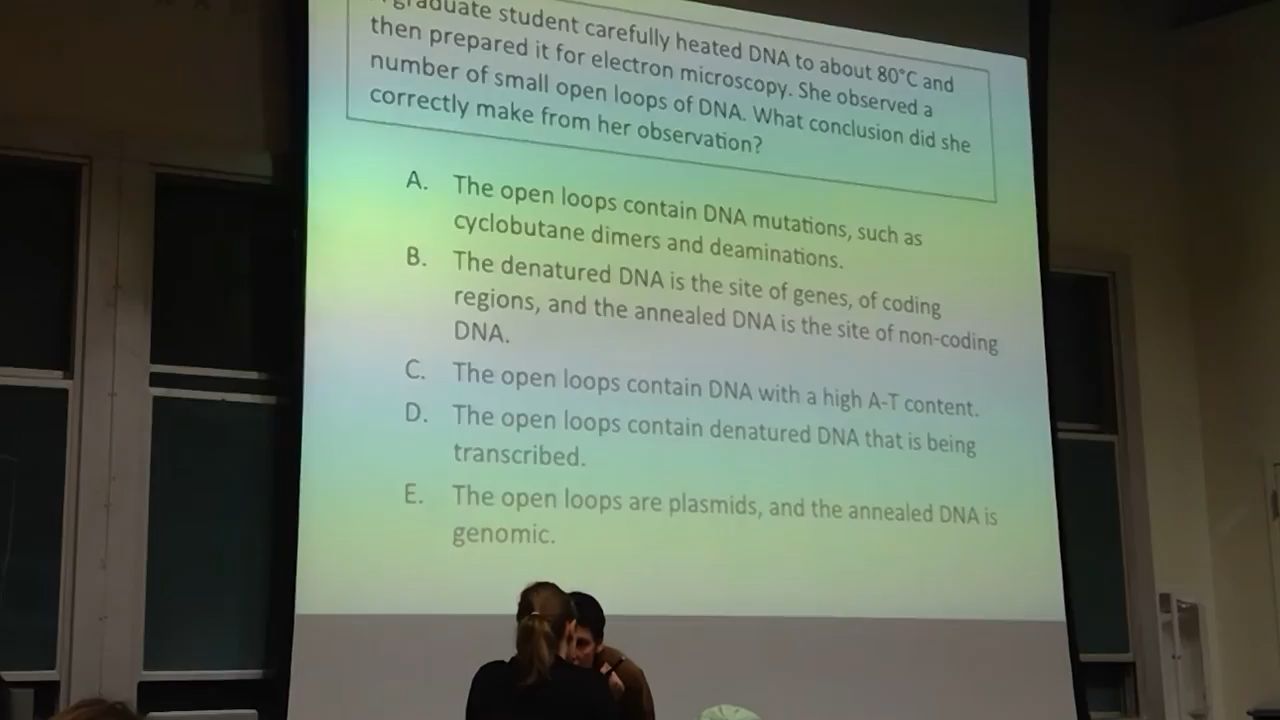 graduate student carefully heated DNA to about 80°C and
then prepared it for electron microscopy. She observed a
number of small open loops of DNA. What conclusion did she
correctly make from her observation?
A. The open loops contain DNA mutations, such as
cyclobutane dimers and deaminations.
B. The denatured DNA is the site of genes, of coding
regions, and the annealed DNA is the site of non-coding
DNA.
C. The open loops contain DNA with a high A-T content.
D. The open loops contain denatured DNA that is being
transcribed.
E. The open loops are plasmids, and the annealed DNA is
genomic.